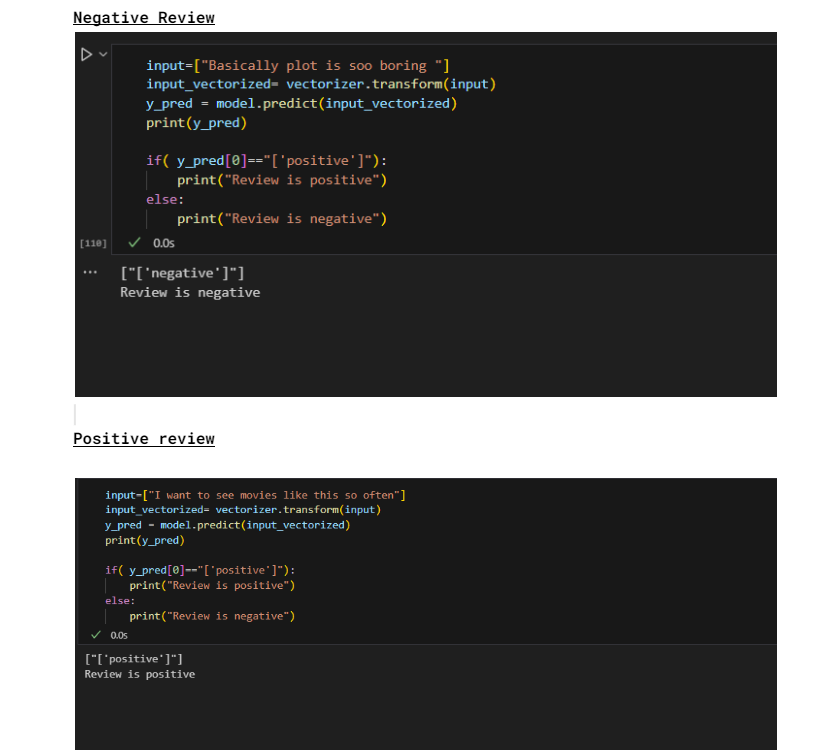 Negative Review
input=["Basically plot is soo boring "]
input_vectorized= vectorizer.transform(input)
y_pred = model.predict(input_vectorized)
print(y_pred)
if( y_pred[0]=="['positive']"):
print("Review is positive")
else:
print("Review is negative")
[110]
0.0s
["['negative']"]
Review is negative
Positive review
input=["I want to see movies like this so often"]
input_vectorized= vectorizer.transform(input)
y_pred = model.predict(input_vectorized)
print(y_pred)
if( y_pred[0]=="['positive']"):
print("Review is positive")
else:
print("Review is negative")
0.0s
["['positive']"]
Review is positive